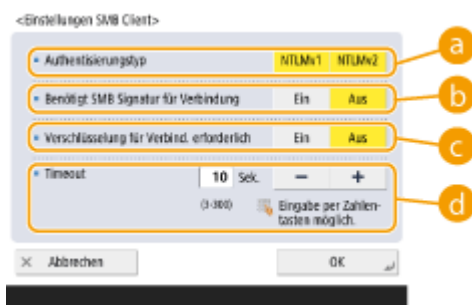 <Einstellungen SMB Client>
Authentisierungstyp NTLMv1 NTLMv2 a
Benötigt SMB Signatur für Verbindung Ein Aus b
Verschlüsselung für Verbind. erforderlich Ein Aus c
Timeout 10 Sek. − + d
(3-300) Eingabe per Zahlen-
tasten möglich.
× Abbrechen OK